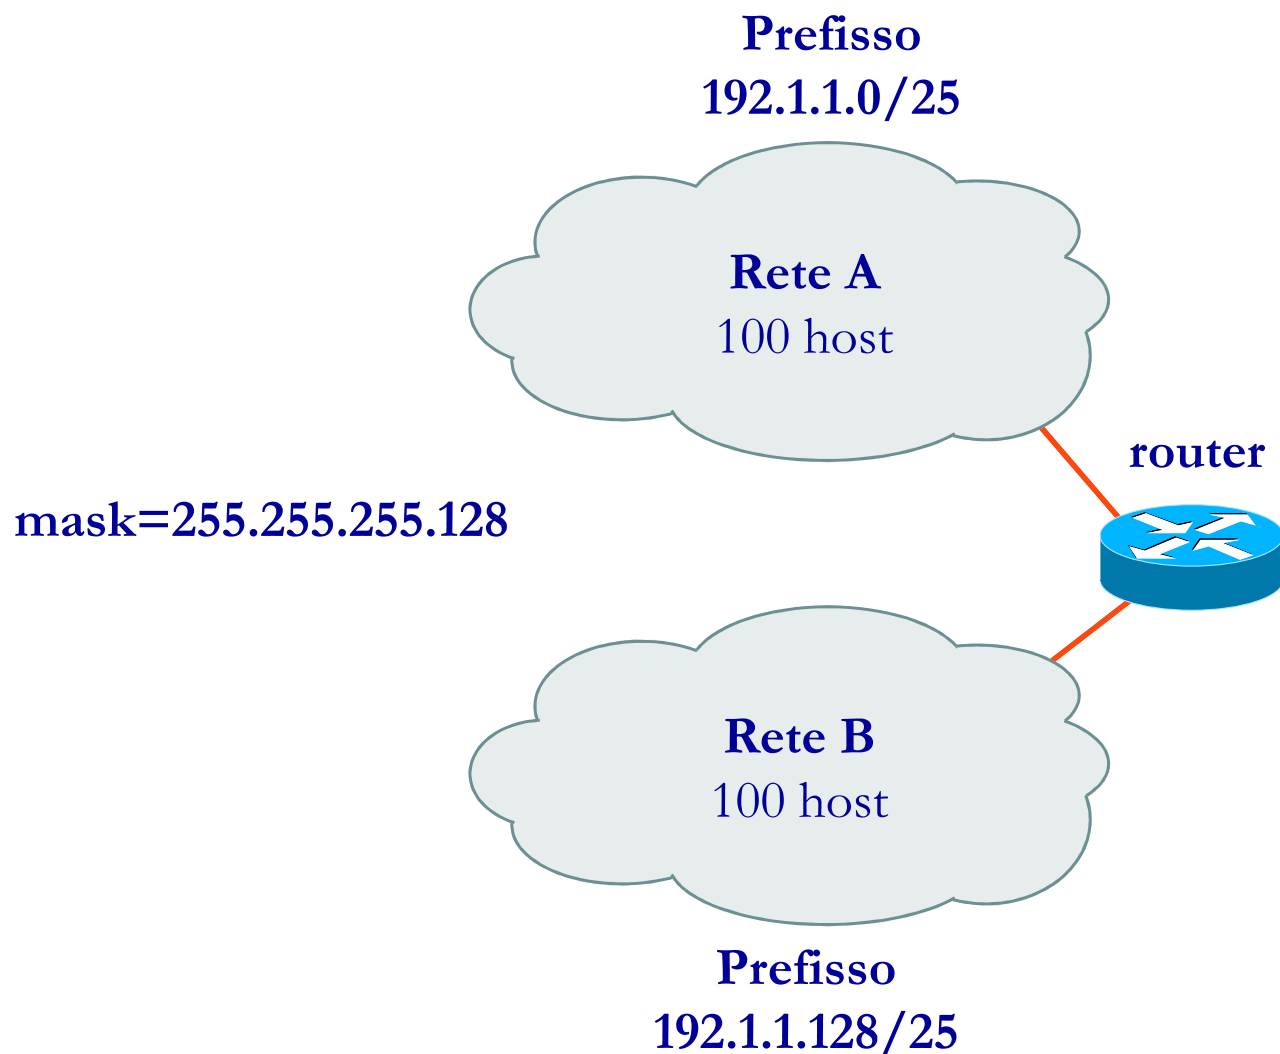 Prefisso
192.1.1.0/25
Rete A
100 host
router
mask=255.255.255.128
Rete B
100 host
Prefisso
192.1.1.128/25